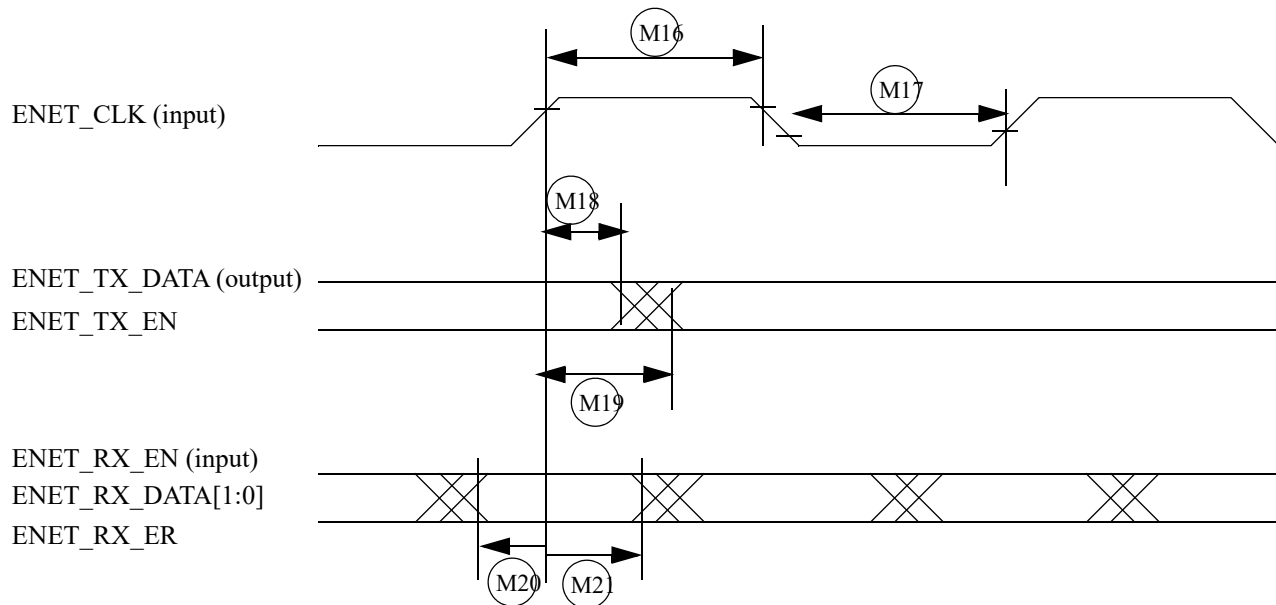 M16
M17
ENET_CLK (input)
M18
ENET_TX_DATA (output)
ENET_TX_EN
M19
ENET_RX_EN (input)
ENET_RX_DATA[1:0]
ENET_RX_ER
M20
M21